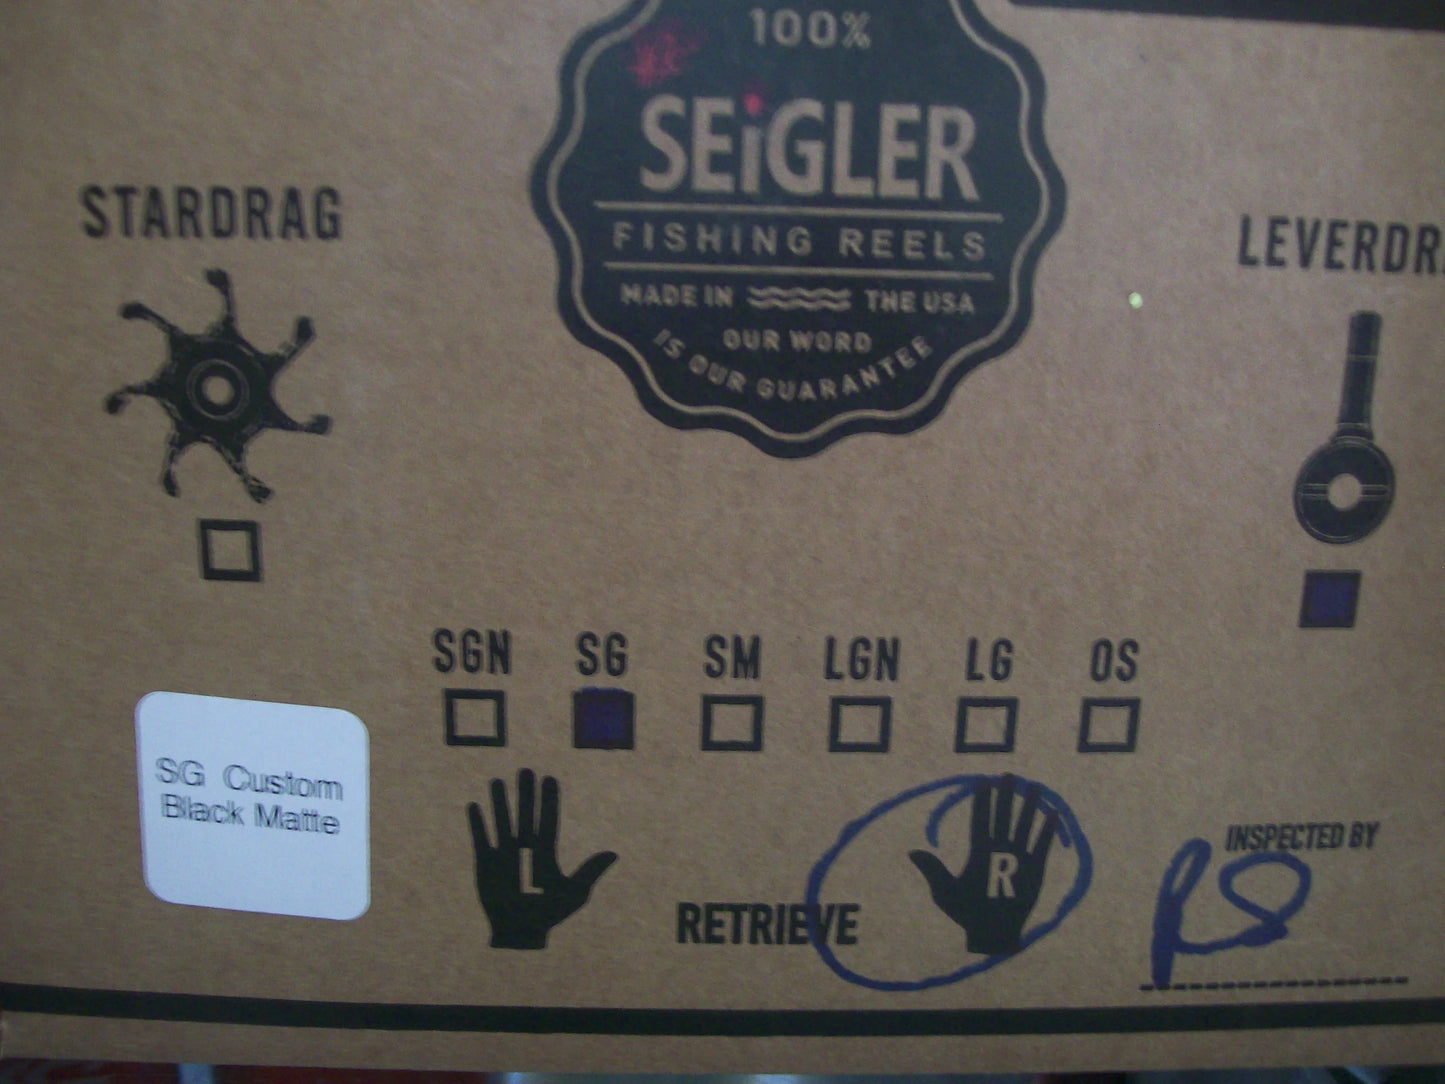 100%
SEiGLER
FISHING REELS
MADE IN THE USA
OUR WORD
IS OUR GUARANTEE
STARDRAG
LEVERDR
SGN SG SM LGN LG OS
SG Custom
Black Matte
L
R
RETRIEVE
INSPECTED BY